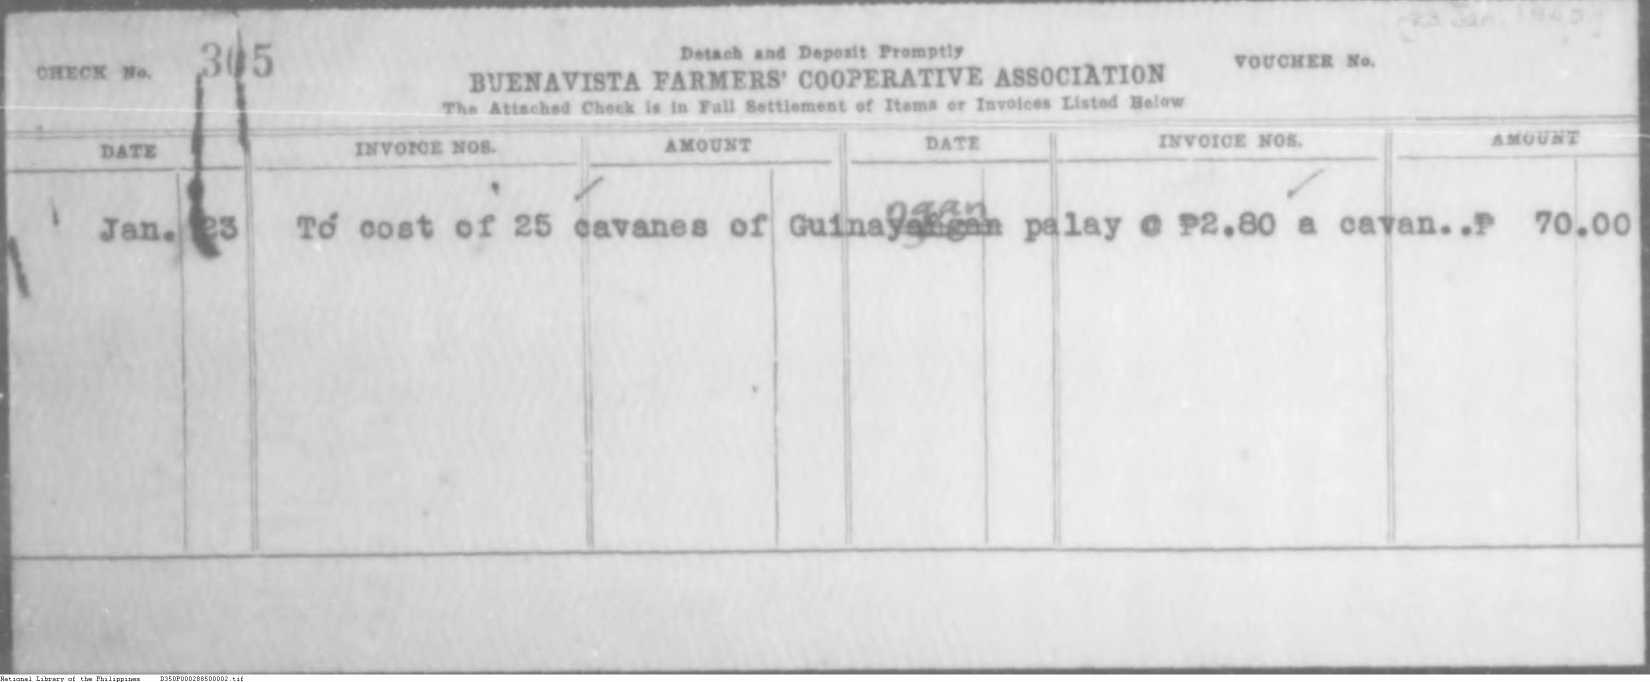 CHECK No. 305
Detach and Deposit Promptly
BUENAVISTA FARMERS' COOPERATIVE ASSOCIATION
VOUCHER No.
The Attached Check is in Full Settlement of Items or Invoices Listed Below
DATE INVOICE NOS. AMOUNT DATE INVOICE NOS. AMOUNT
Jan. 23 To cost of 25 cavanes of Guinayangan palay @ ₱2.80 a cavan..₱ 70.00
National Library of the Philippines D350P000288500002.tif